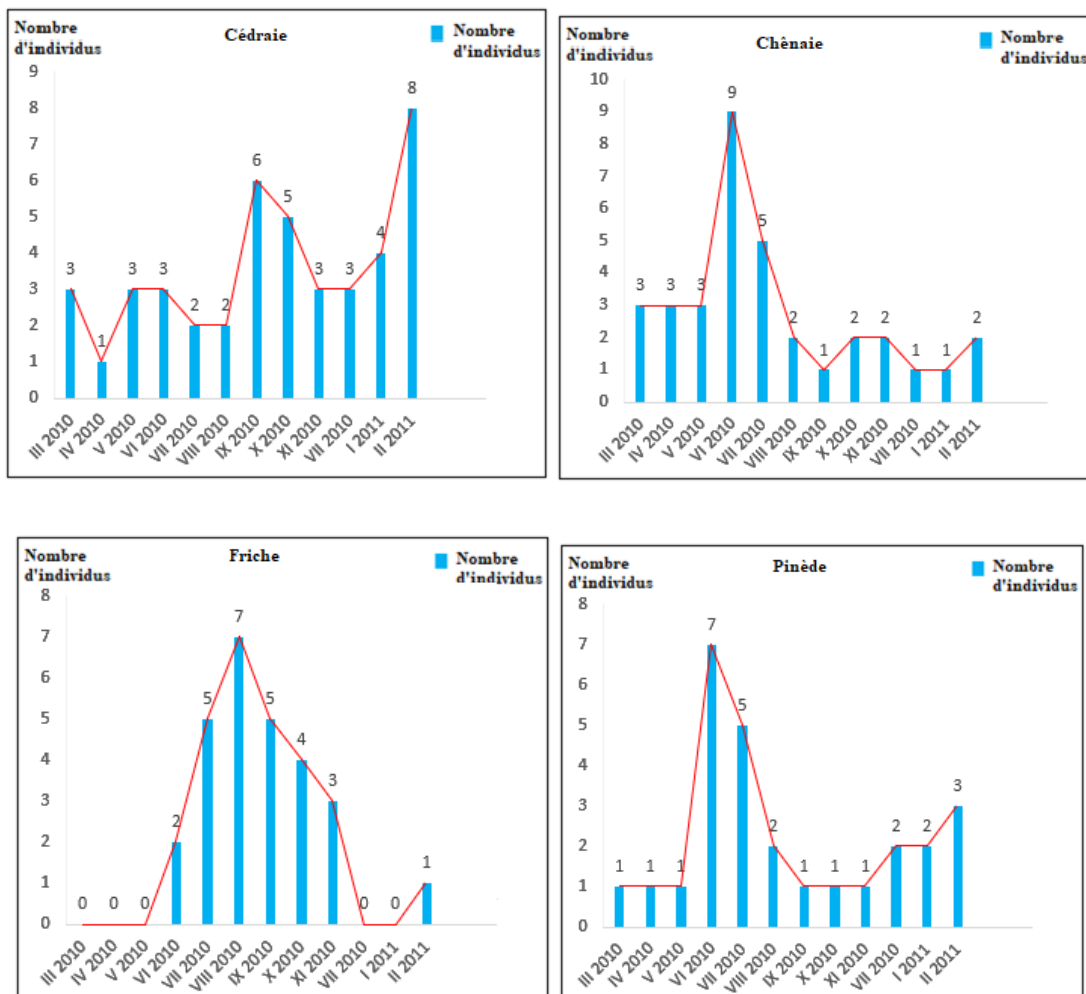 Nombre
d'individus
Cédraie
Nombre
d'individus
9
8
7
6
5
4
3
2
1
0
3
1
3
3
2
2
6
5
3
3
4
8
III 2010
IV 2010
V 2010
VI 2010
VII 2010
VIII 2010
IX 2010
X 2010
XI 2010
VII 2010
I 2011
II 2011
Nombre
d'individus
Chênaie
Nombre
d'individus
10
9
8
7
6
5
4
3
2
1
0
3
3
3
9
5
2
1
2
2
1
1
2
III 2010
IV 2010
V 2010
VI 2010
VII 2010
VIII 2010
IX 2010
X 2010
XI 2010
VII 2010
I 2011
II 2011
Nombre
d'individus
Friche
Nombre
d'individus
8
7
6
5
4
3
2
1
0
0
0
0
2
5
7
5
4
3
0
0
1
III 2010
IV 2010
V 2010
VI 2010
VII 2010
VIII 2010
IX 2010
X 2010
XI 2010
VII 2010
I 2011
II 2011
Nombre
d'individus
Pinède
Nombre
d'individus
8
7
6
5
4
3
2
1
0
1
1
1
7
5
2
1
1
1
2
2
3
III 2010
IV 2010
V 2010
VI 2010
VII 2010
VIII 2010
IX 2010
X 2010
XI 2010
VII 2010
I 2011
II 2011